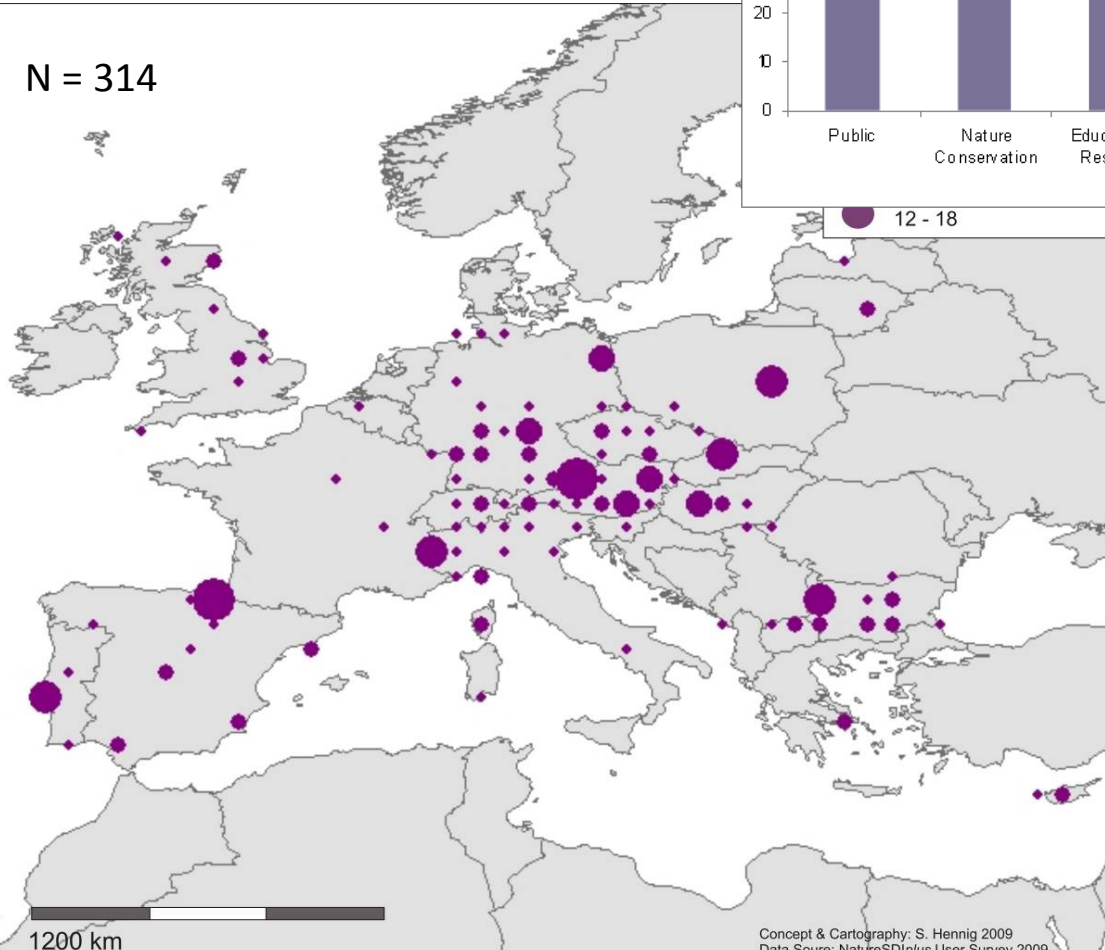 N = 314
20
10
0
Public
Nature
Conservation
12 - 18
1200 km
Concept & Cartography: S. Hennig 2009